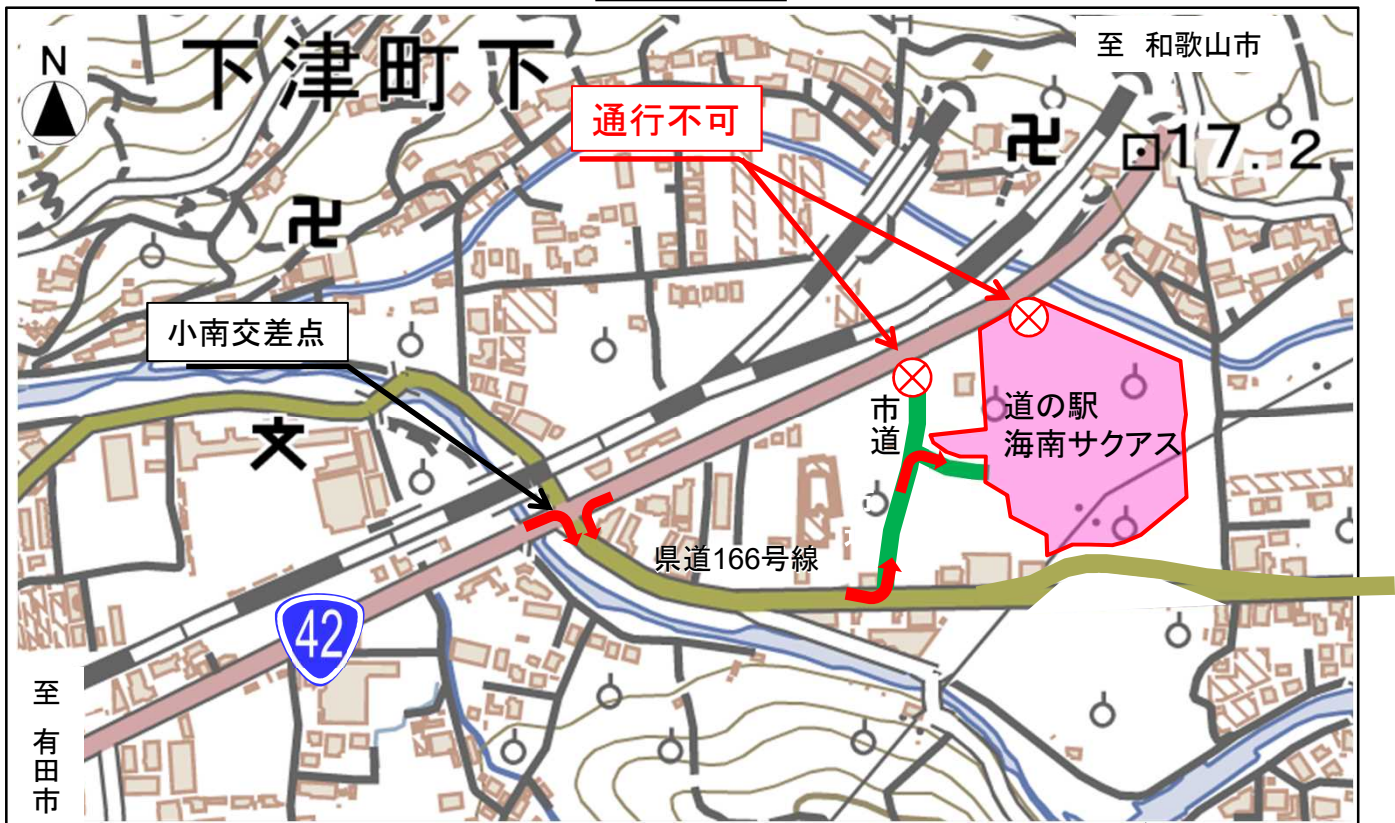 N
下津町下
至 和歌山市
通行不可
17.2
小南交差点
市道
道の駅
海南サクアス
県道166号線
42
至 有田市